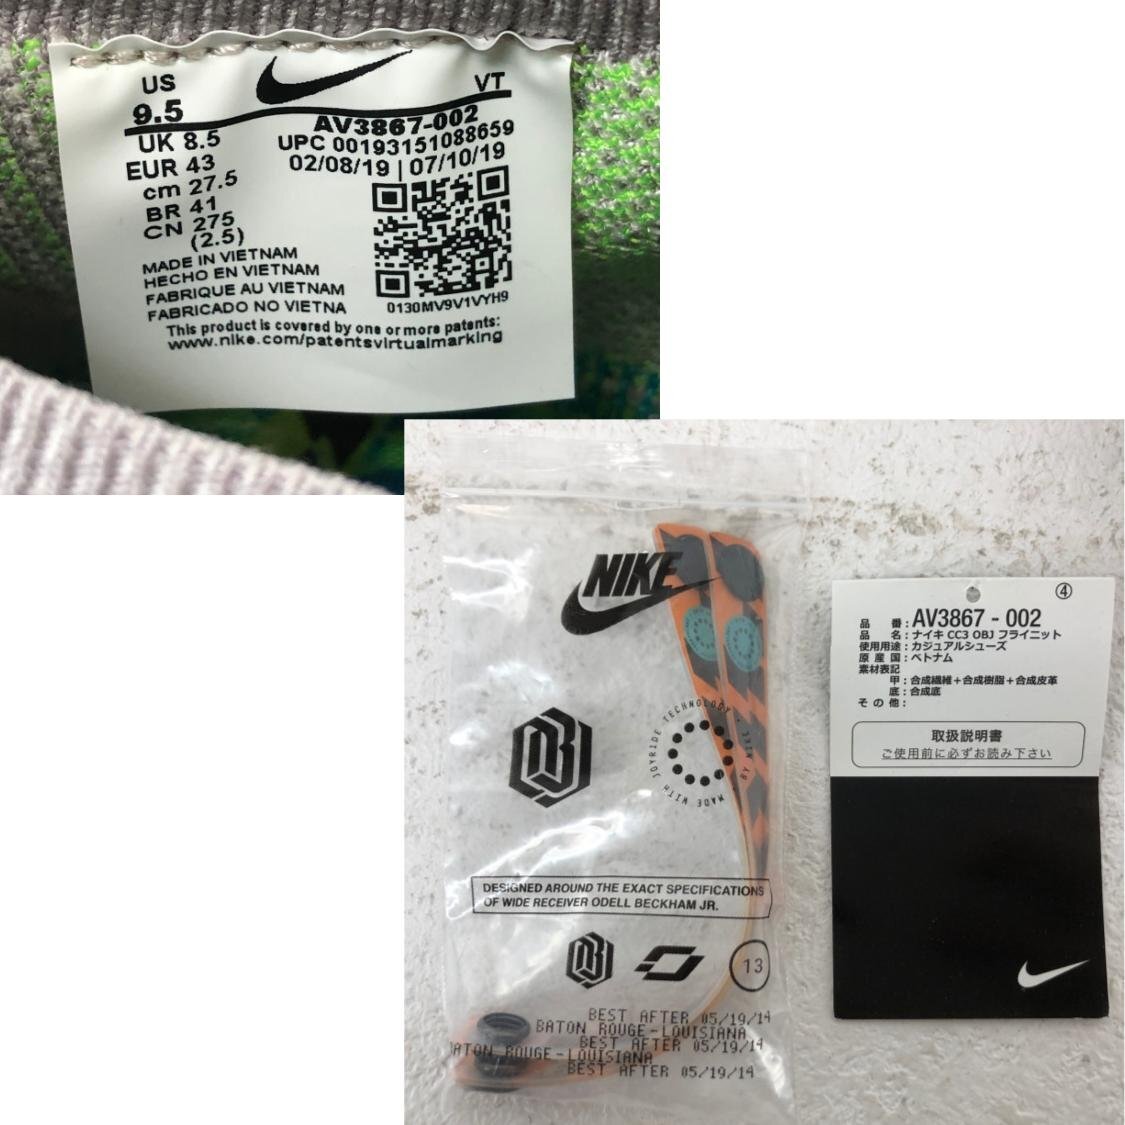 US
VT
9.5
AV3867-002
UK 8.5
UPC 00193151088659
EUR 43
02/08/19 | 07/10/19
cm 27.5
BR 41
CN 275
(2.5)
MADE IN VIETNAM
HECHO EN VIETNAM
FABRIQUE AU VIETNAM
FABRICADO NO VIETNA
0130MV9V1VYH9
This product is covered by one or more patents:
www.nike.com/patentsvirtualmarking
NIKE
MADE WITH JOYRIDE TECHNOLOGY • BY NIKE •
DESIGNED AROUND THE EXACT SPECIFICATIONS
OF WIDE RECEIVER ODELL BECKHAM JR.
13
BEST AFTER 05/19/14
BATON ROUGE-LOUISIANA
BEST AFTER 05/19/14
ATON ROUGE-LOUISIANA
BEST AFTER 05/19/14
④
品 番: AV3867 - 002
品 名: ナイキ CC3 OBJ フライニット
使用用途: カジュアルシューズ
原産国: ベトナム
素材表記
甲: 合成繊維+合成樹脂+合成皮革
底: 合成底
その他:
取扱説明書
ご使用前に必ずお読み下さい